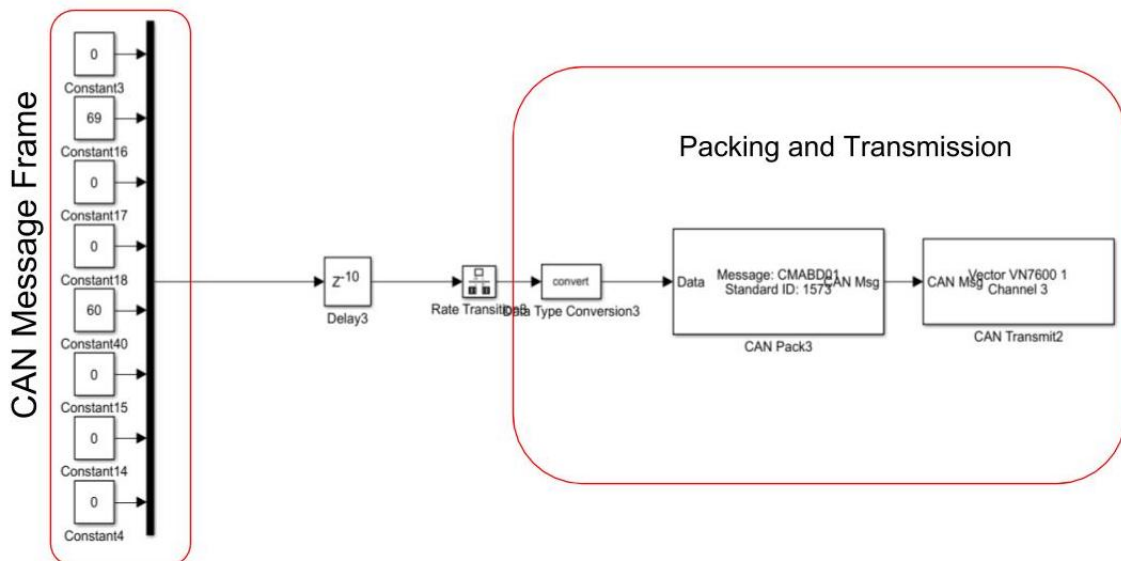 CAN Message Frame
0
Constant3
69
Constant16
0
Constant17
0
Constant18
60
Constant40
0
Constant15
0
Constant14
0
Constant4
Z-10
Delay3
Rate Transition3
convert
Data Type Conversion3
Packing and Transmission
Data
Message: CMABD01
Standard ID: 1573
CAN Msg
CAN Pack3
CAN Msg
Vector VN7600 1
Channel 3
CAN Transmit2